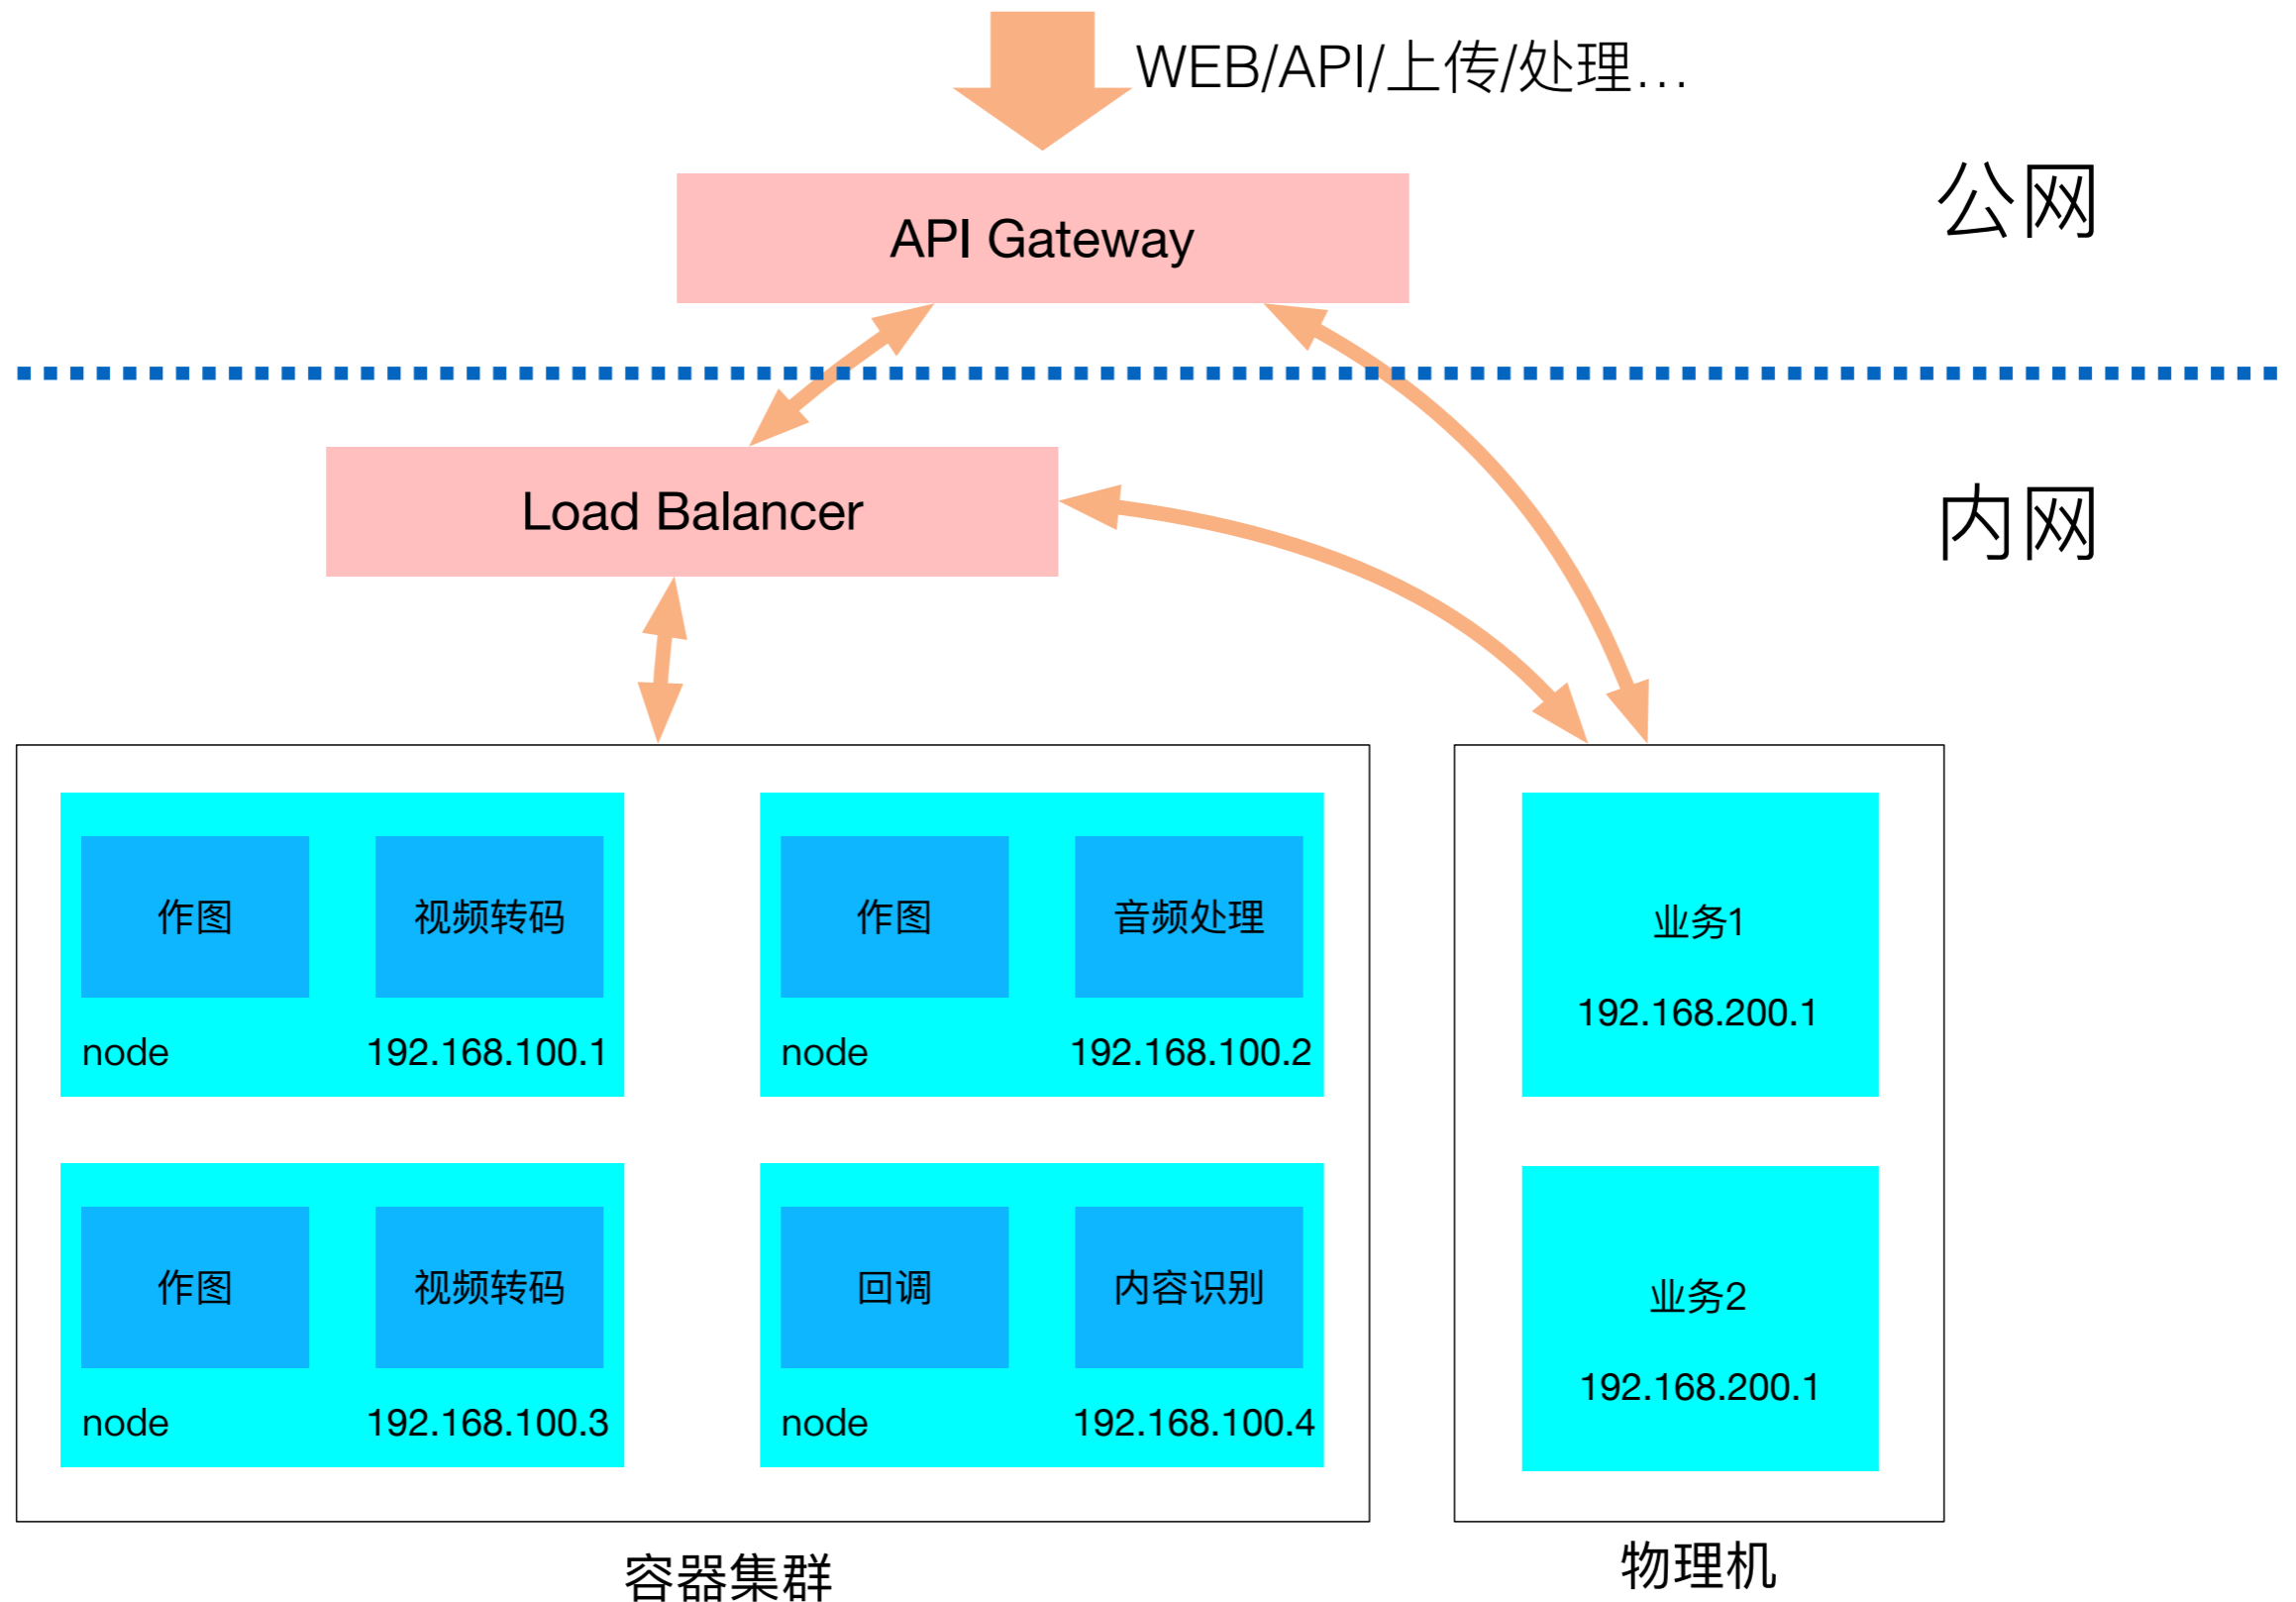 WEB/API/上传/处理…
公网
API Gateway
内网
Load Balancer
作图
视频转码
node
192.168.100.1
作图
音频处理
node
192.168.100.2
业务1
192.168.200.1
作图
视频转码
node
192.168.100.3
回调
内容识别
node
192.168.100.4
业务2
192.168.200.1
容器集群
物理机